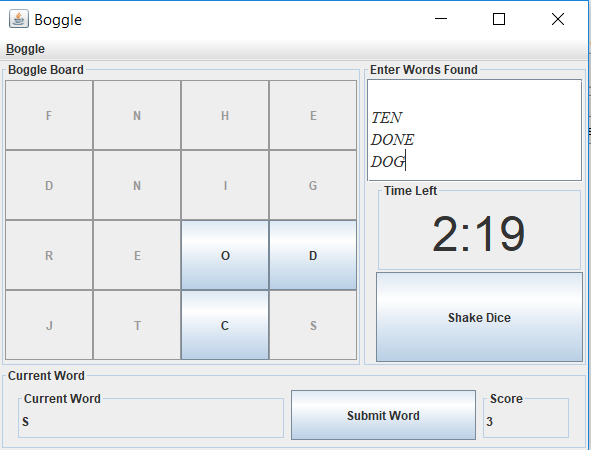 Boggle
Boggle
Boggle Board
F N H E
D N I G
R E O D
J T C S
Enter Words Found
TEN
DONE
DOG
Time Left
2:19
Shake Dice
Current Word
Current Word
S
Submit Word
Score
3